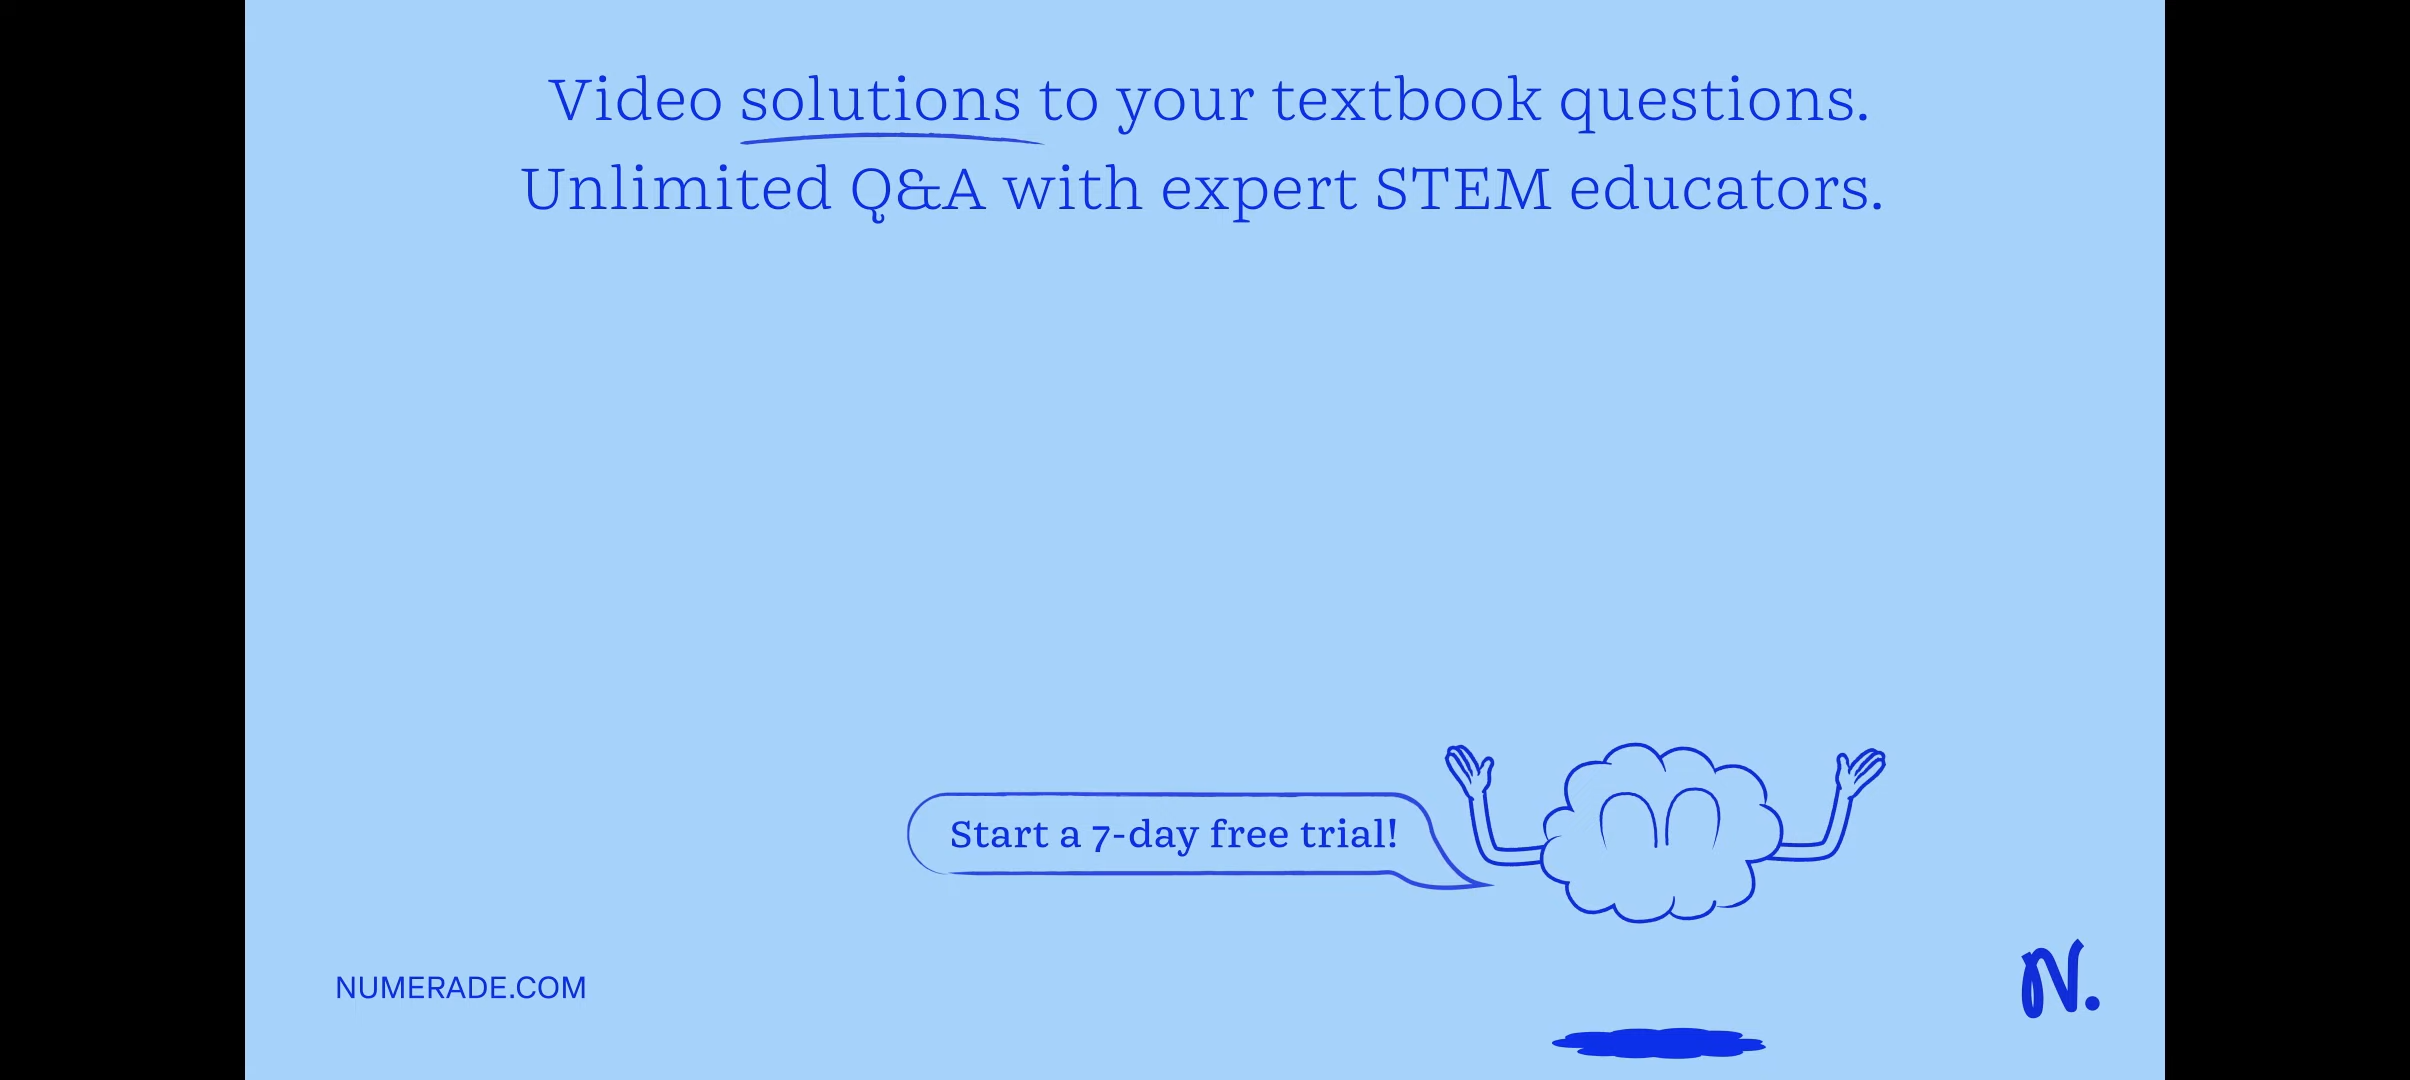 Video solutions to your textbook questions.
Unlimited Q&A with expert STEM educators.
Start a 7-day free trial!
NUMERADE.COM
N.